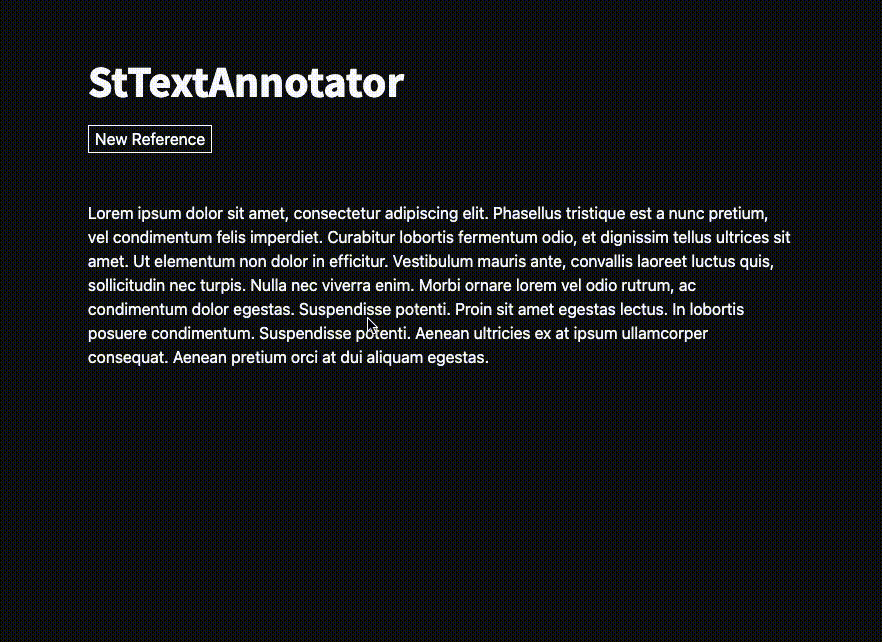 StTextAnnotator
New Reference
Lorem ipsum dolor sit amet, consectetur adipiscing elit. Phasellus tristique est a nunc pretium,
vel condimentum felis imperdiet. Curabitur lobortis fermentum odio, et dignissim tellus ultrices sit
amet. Ut elementum non dolor in efficitur. Vestibulum mauris ante, convallis laoreet luctus quis,
sollicitudin nec turpis. Nulla nec viverra enim. Morbi ornare lorem vel odio rutrum, ac
condimentum dolor egestas. Suspendisse potenti. Proin sit amet egestas lectus. In lobortis
posuere condimentum. Suspendisse potenti. Aenean ultricies ex at ipsum ullamcorper
consequat. Aenean pretium orci at dui aliquam egestas.